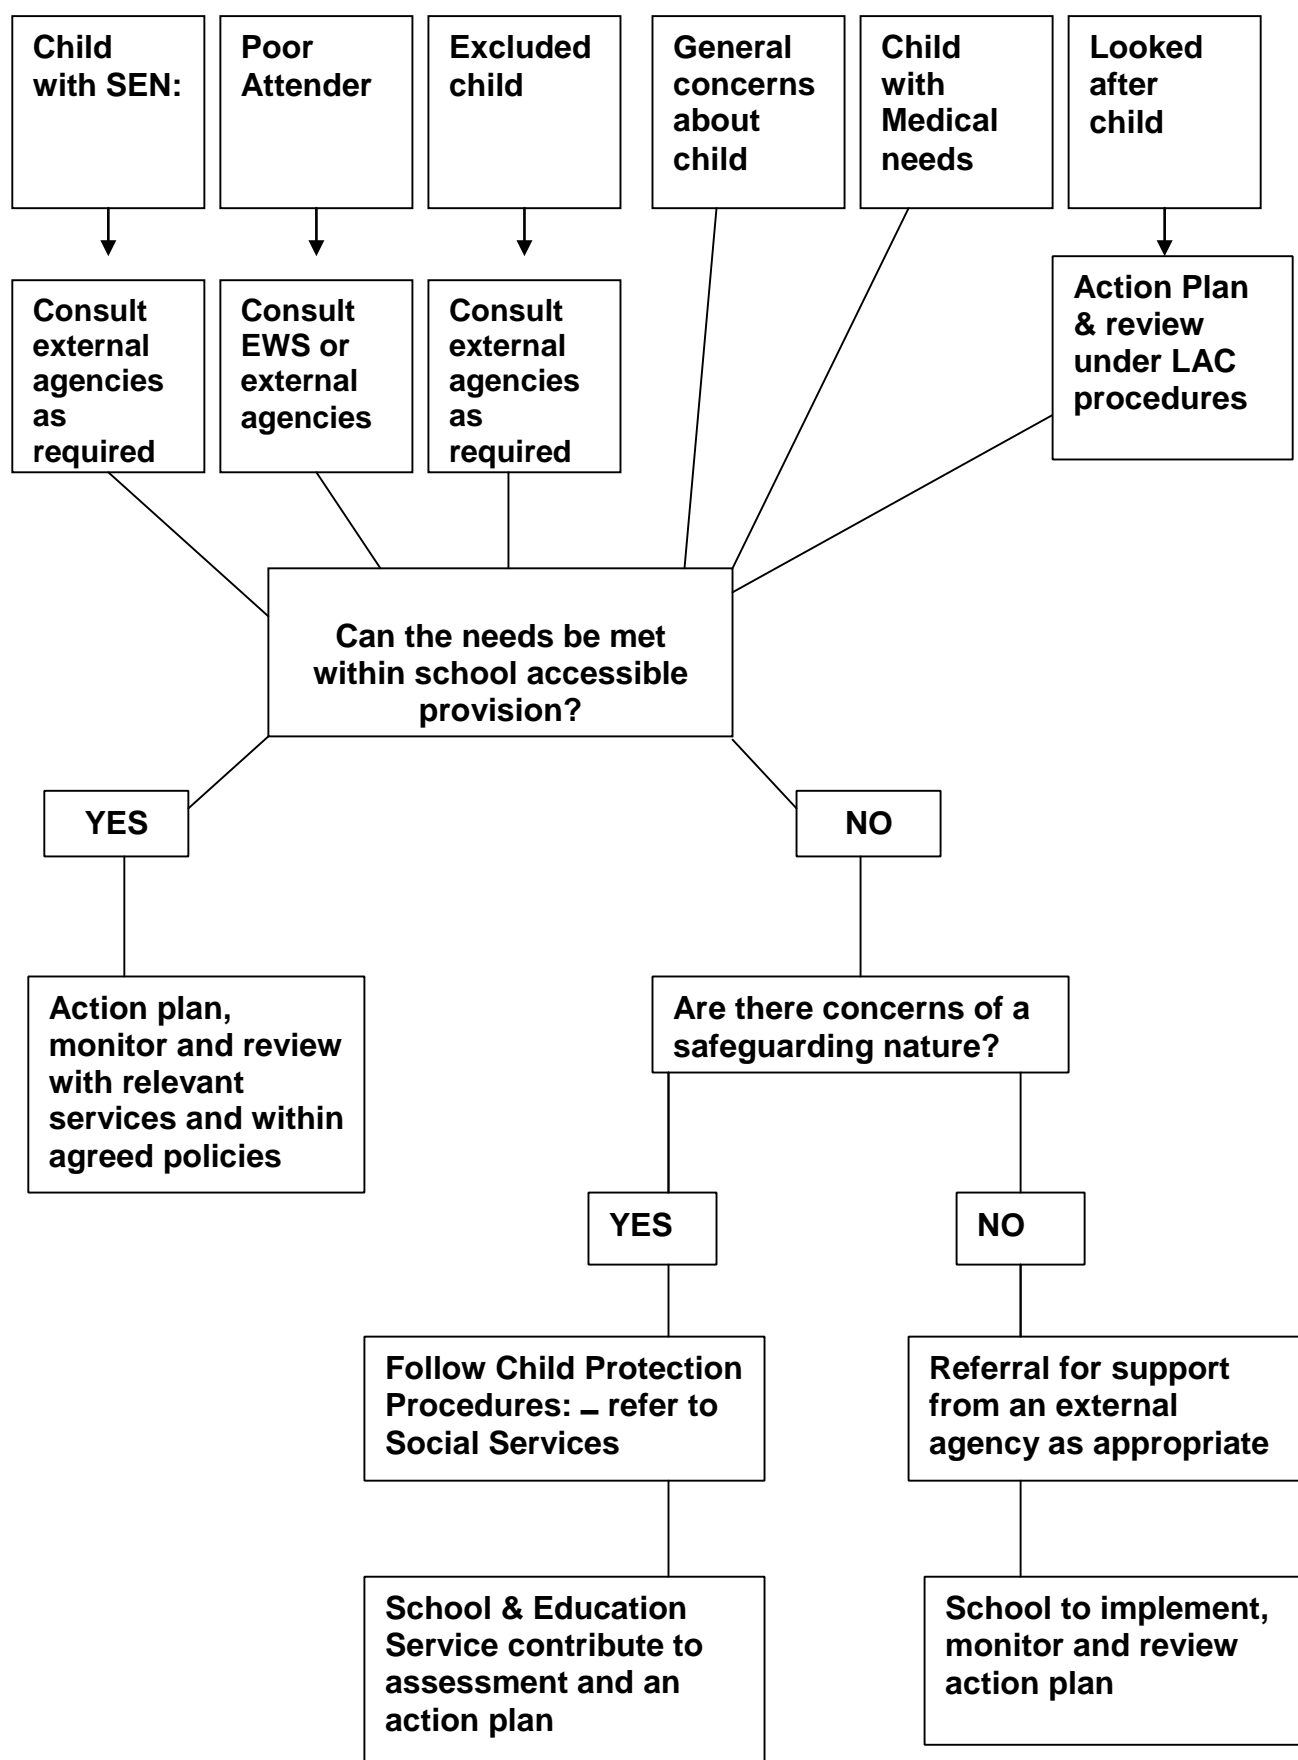 Child
with SEN:
Poor
Attender
Excluded
child
General
concerns
about
child
Child
with
Medical
needs
Looked
after
child
Consult
external
agencies
as
required
Consult
EWS or
external
agencies
Consult
external
agencies
as
required
Action Plan
& review
under LAC
procedures
Can the needs be met
within school accessible
provision?
YES
NO
Action plan,
monitor and review
with relevant
services and within
agreed policies
Are there concerns of a
safeguarding nature?
YES
NO
Follow Child Protection
Procedures: – refer to
Social Services
Referral for support
from an external
agency as appropriate
School & Education
Service contribute to
assessment and an
action plan
School to implement,
monitor and review
action plan